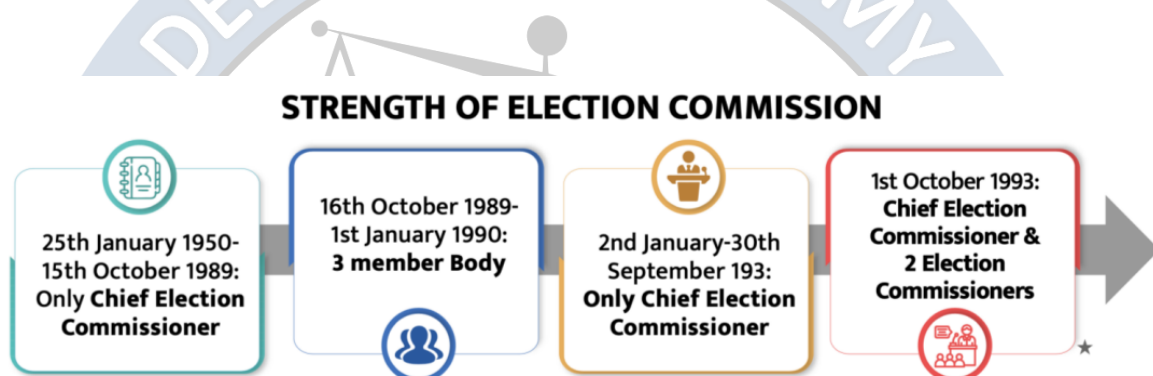 STRENGTH OF ELECTION COMMISSION
25th January 1950-
15th October 1989:
Only Chief Election
Commissioner
16th October 1989-
1st January 1990:
3 member Body
2nd January-30th
September 193:
Only Chief Election
Commissioner
1st October 1993:
Chief Election
Commissioner &
2 Election
Commissioners